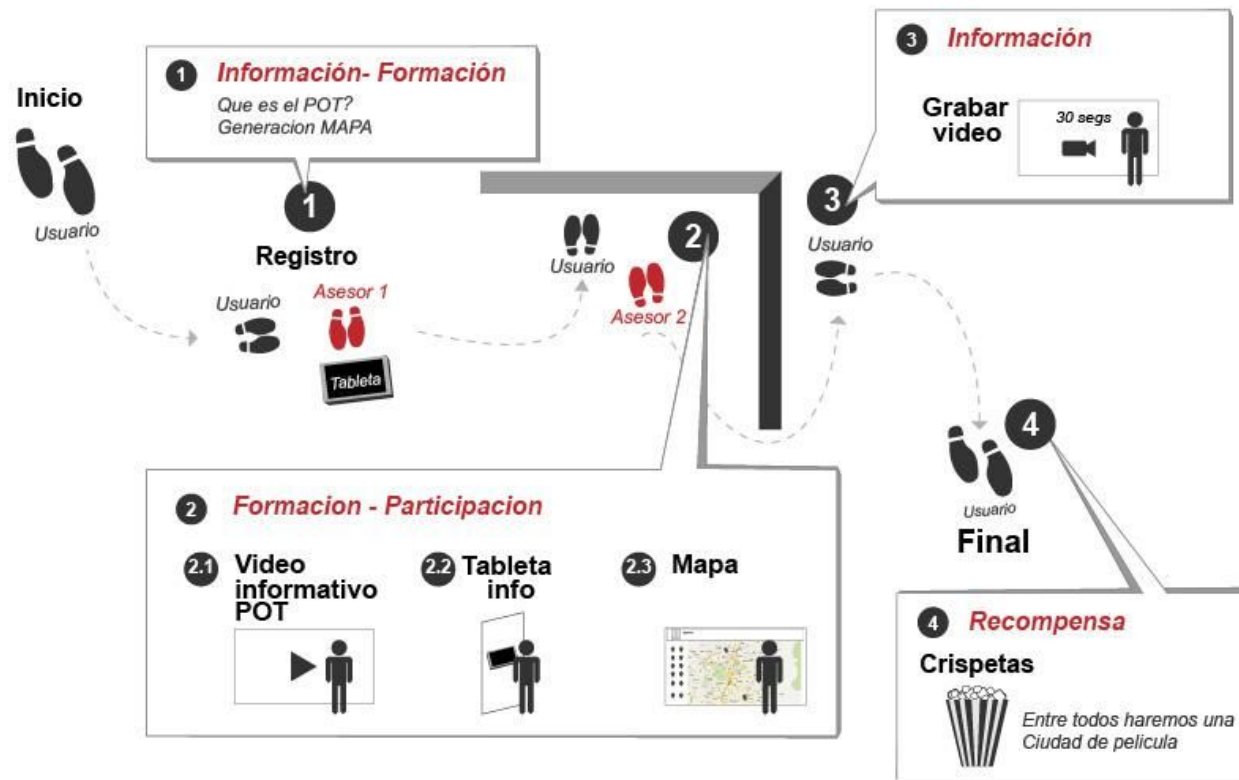 Inicio
Usuario
1 Información- Formación
Que es el POT?
Generacion MAPA
1
Registro
Usuario
Asesor 1
Tableta
Usuario
2
Asesor 2
3
Usuario
3 Información
Grabar
video
30 segs
2 Formacion - Participacion
2.1 Video
informativo
POT
2.2 Tableta
info
2.3 Mapa
4
Usuario
Final
4 Recompensa
Crispetas
Entre todos haremos una
Ciudad de pelicula